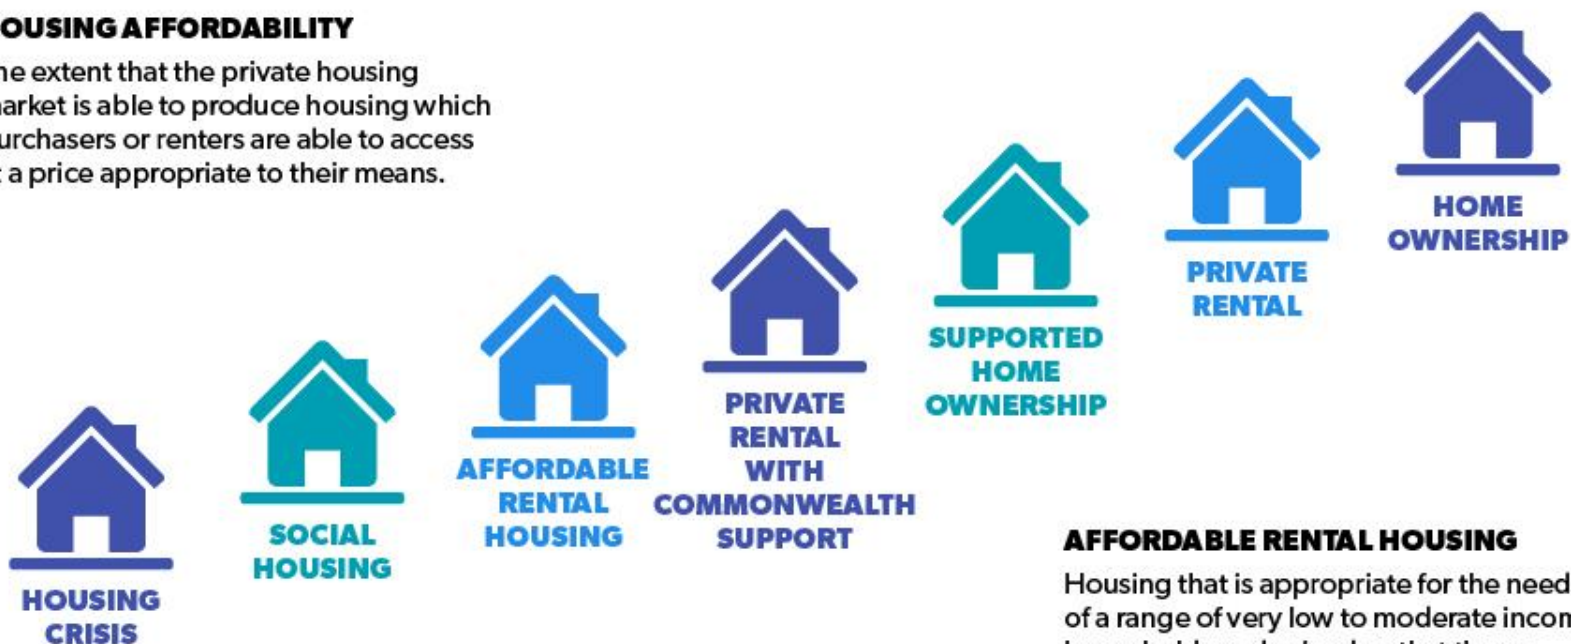 OUSING AFFORDABILITY
he extent that the private housing
arket is able to produce housing which
urchasers or renters are able to access
t a price appropriate to their means.
HOME
OWNERSHIP
PRIVATE
RENTAL
SUPPORTED
HOME
OWNERSHIP
PRIVATE
RENTAL
WITH
COMMONWEALTH
SUPPORT
AFFORDABLE
RENTAL
HOUSING
SOCIAL
HOUSING
HOUSING
CRISIS
AFFORDABLE RENTAL HOUSING
Housing that is appropriate for the need
of a range of very low to moderate incom